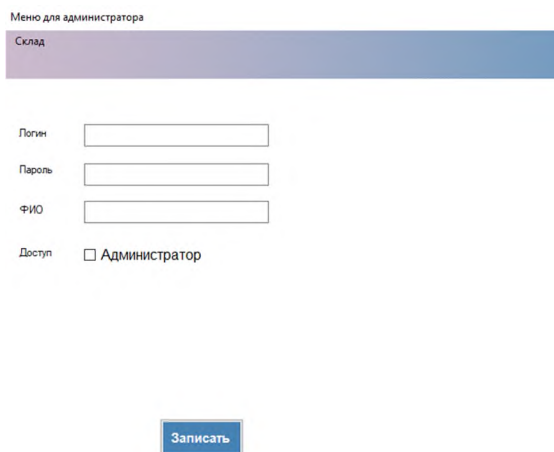 Меню для администратора
Склад
Логин
Пароль
ФИО
Доступ Администратор
Записать